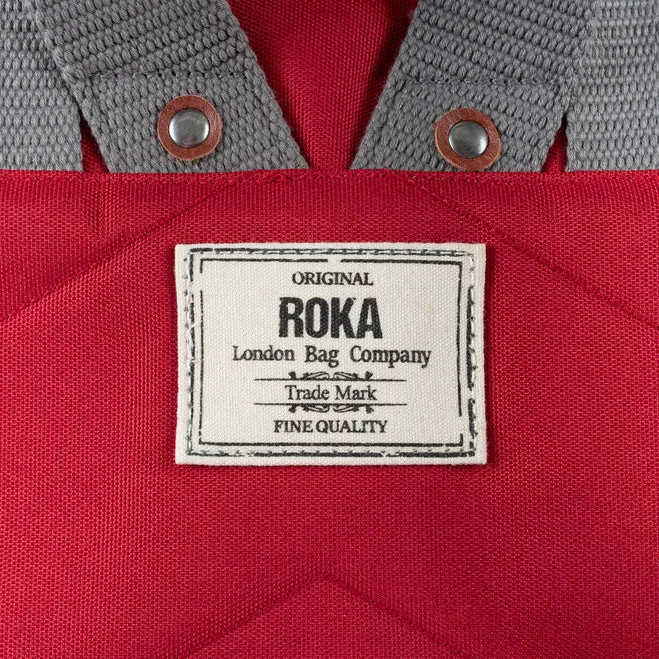 ORIGINAL
ROKA
London Bag Company
Trade Mark
FINE QUALITY